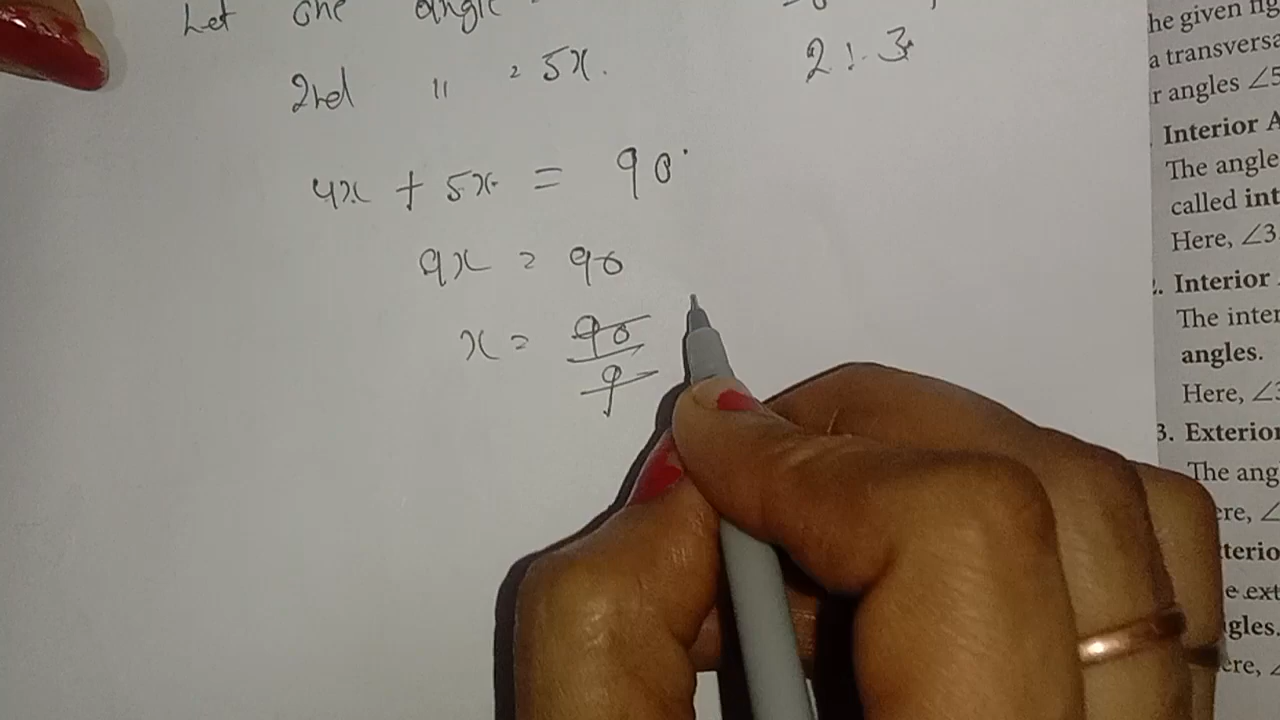 Let one angle
2nd " = 5x.
2 : 3
4x + 5x = 90°
9x = 90
x = 90/9
he given fig
a transversa
r angles ∠5
Interior A
The angle
called int
Here, ∠3
2. Interior
The inter
angles.
Here, ∠3
3. Exterior
The ang
ere, ∠
terio
e ext
gles.
ere, ∠